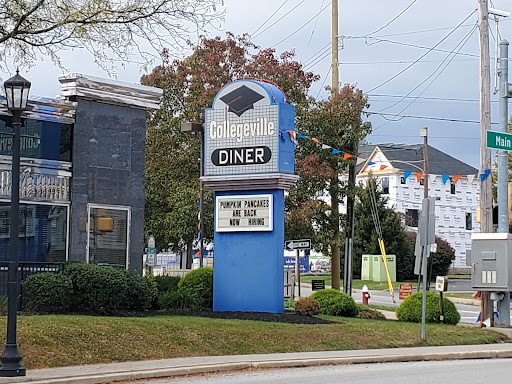 Collegeville
DINER
PUMPKIN PANCAKES
ARE BACK
NOW HIRING
Main